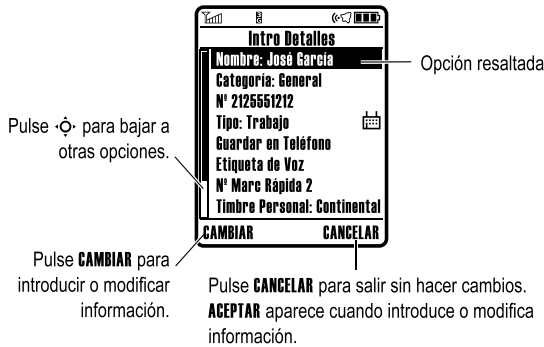 Intro Detalles
Nombre: José García
Categoría: General
Nº 2125551212
Tipo: Trabajo
Guardar en Teléfono
Etiqueta de Voz
Nº Marc Rápida 2
Timbre Personal: Continental
CAMBIAR CANCELAR
Opción resaltada
Pulse para bajar a
otras opciones.
Pulse CAMBIAR para
introducir o modificar
información.
Pulse CANCELAR para salir sin hacer cambios.
ACEPTAR aparece cuando introduce o modifica
información.